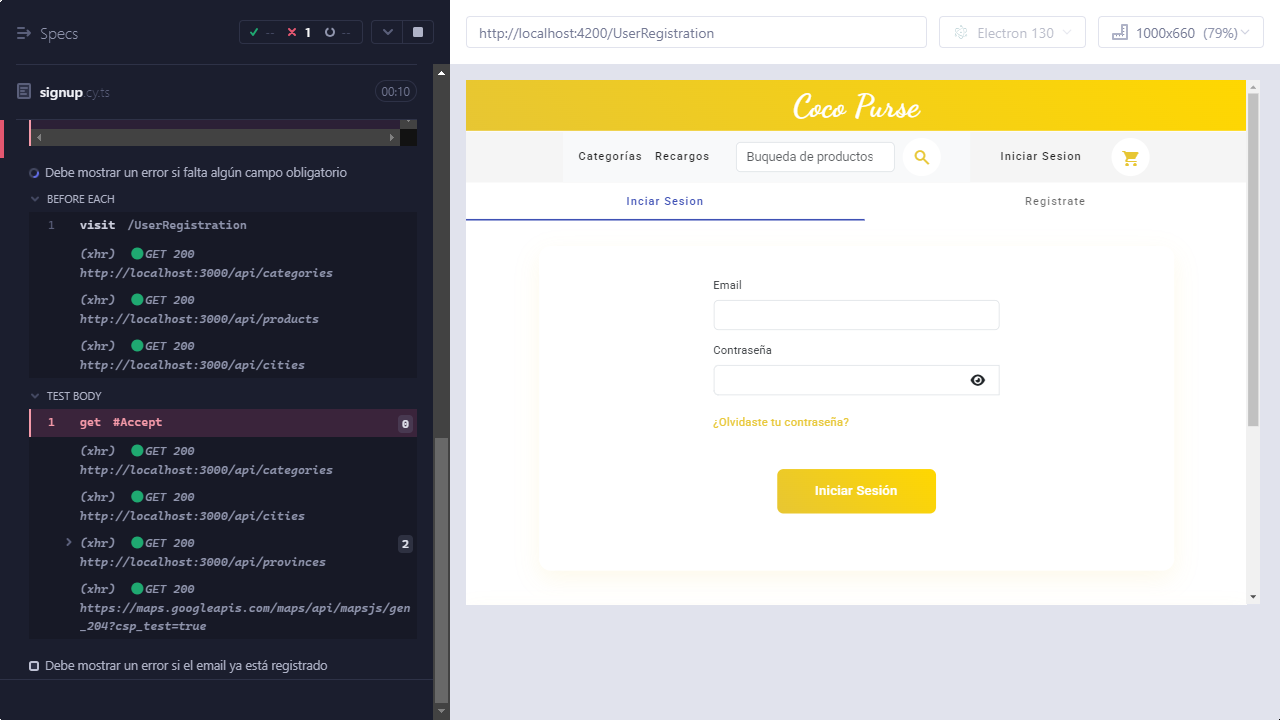 Specs
-- 1 --
signup.cy.ts
00:10
Debe mostrar un error si falta algún campo obligatorio
BEFORE EACH
1 visit /UserRegistration
(xhr) GET 200
http://localhost:3000/api/categories
(xhr) GET 200
http://localhost:3000/api/products
(xhr) GET 200
http://localhost:3000/api/cities
TEST BODY
1 get #Accept 0
(xhr) GET 200
http://localhost:3000/api/categories
(xhr) GET 200
http://localhost:3000/api/cities
(xhr) GET 200 2
http://localhost:3000/api/provinces
(xhr) GET 200
https://maps.googleapis.com/maps/api/mapsjs/gen
_204?csp_test=true
Debe mostrar un error si el email ya está registrado
http://localhost:4200/UserRegistration
Electron 130
1000x660 (79%)
Coco Purse
Categorías Recargos Buqueda de productos Iniciar Sesion
Inciar Sesion Registrate
Email
Contraseña
¿Olvidaste tu contraseña?
Iniciar Sesión